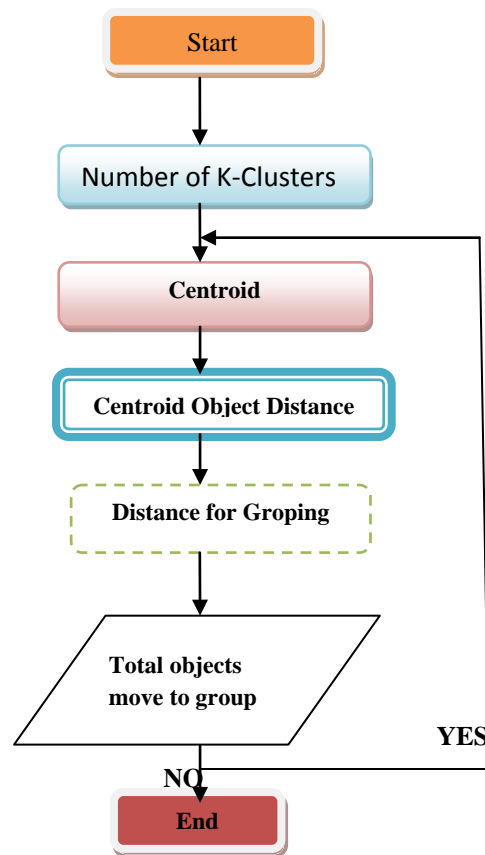 Start
Number of K-Clusters
Centroid
Centroid Object Distance
Distance for Groping
Total objects
move to group
YES
NO
End